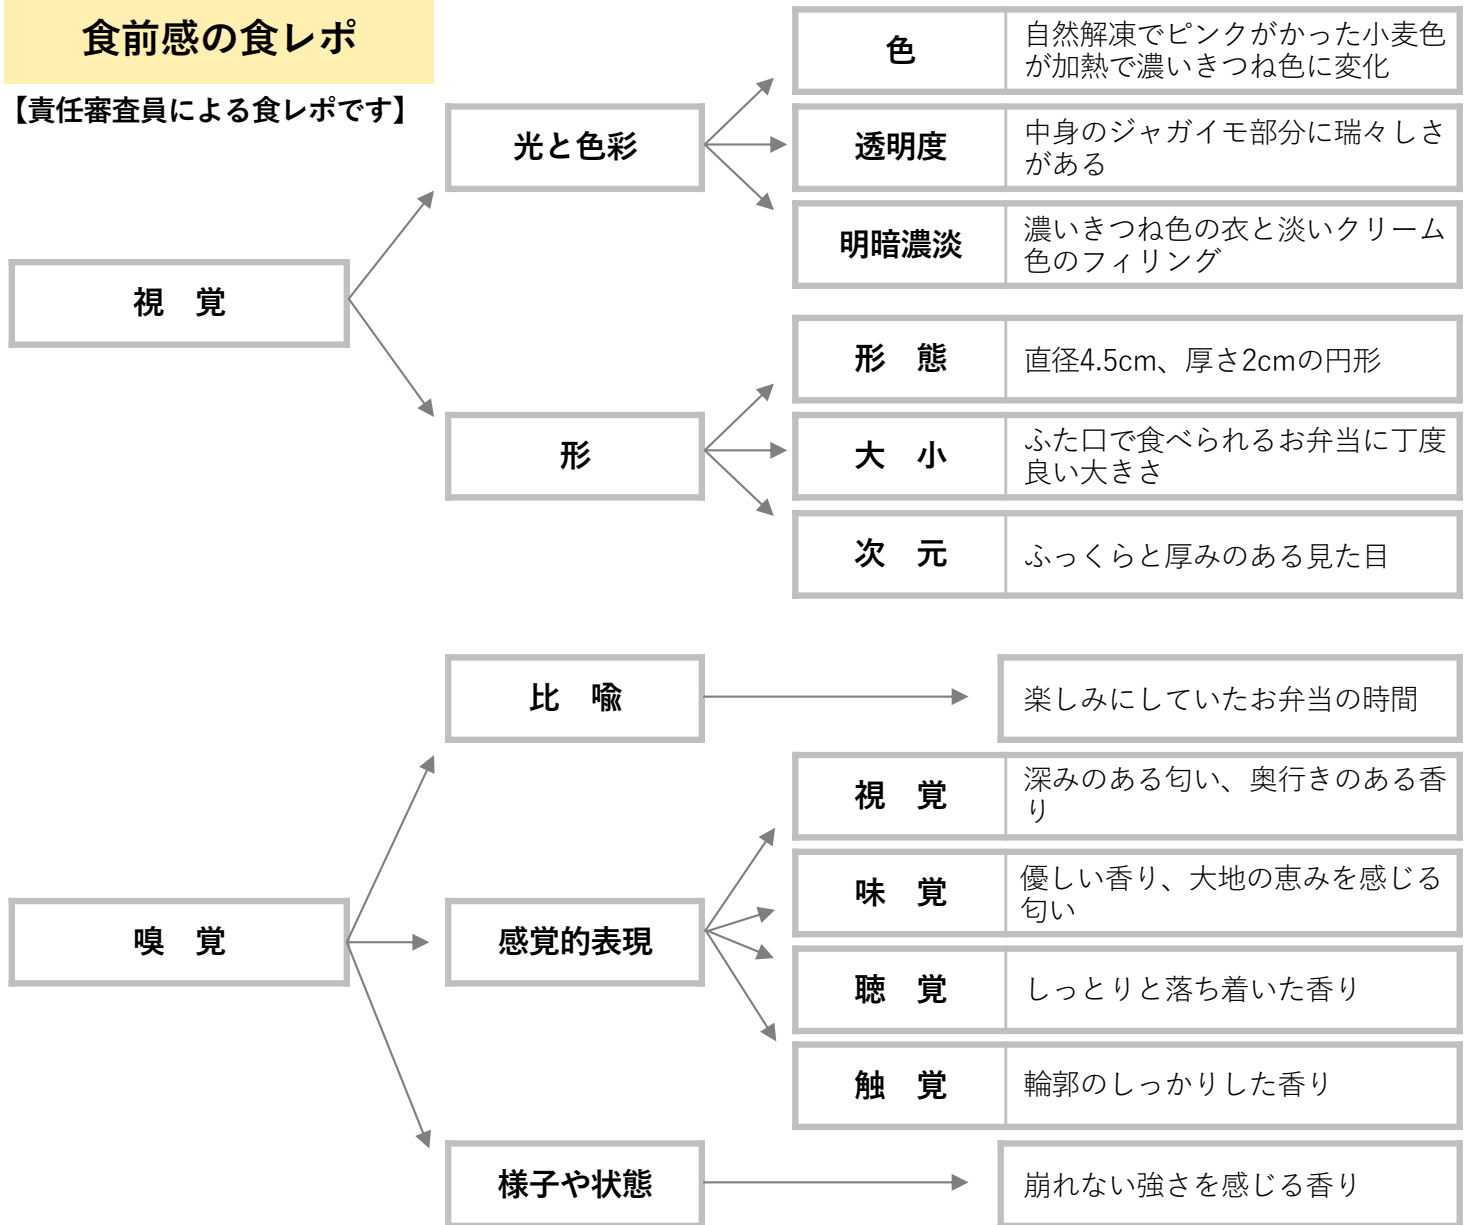 食前感の食レポ
【責任審査員による食レポです】
視　覚
光と色彩
色
自然解凍でピンクがかった小麦色
が加熱で濃いきつね色に変化
透明度
中身のジャガイモ部分に瑞々しさ
がある
明暗濃淡
濃いきつね色の衣と淡いクリーム
色のフィリング
形
形　態
直径4.5cm、厚さ2cmの円形
大　小
ふた口で食べられるお弁当に丁度
良い大きさ
次　元
ふっくらと厚みのある見た目
嗅　覚
比　喩
楽しみにしていたお弁当の時間
感覚的表現
視　覚
深みのある匂い、奥行きのある香
り
味　覚
優しい香り、大地の恵みを感じる
匂い
聴　覚
しっとりと落ち着いた香り
触　覚
輪郭のしっかりした香り
様子や状態
崩れない強さを感じる香り